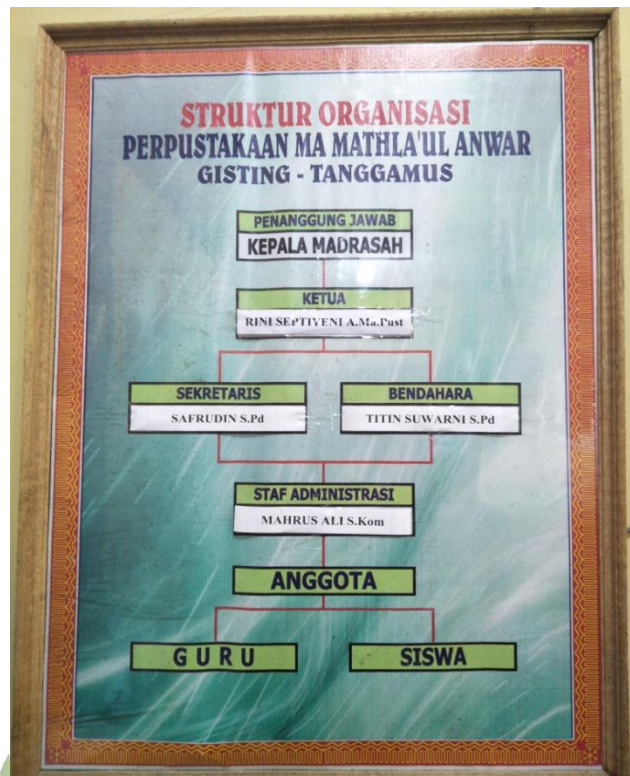 STRUKTUR ORGANISASI
PERPUSTAKAAN MA MATHLA'UL ANWAR
GISTING - TANGGAMUS
PENANGGUNG JAWAB
KEPALA MADRASAH
KETUA
RINI SEPTIYENI A.Ma.Pust
SEKRETARIS
SAFRUDIN S.Pd
BENDAHARA
TITIN SUWARNI S.Pd
STAF ADMINISTRASI
MAHRUS ALI S.Kom
ANGGOTA
G U R U
SISWA